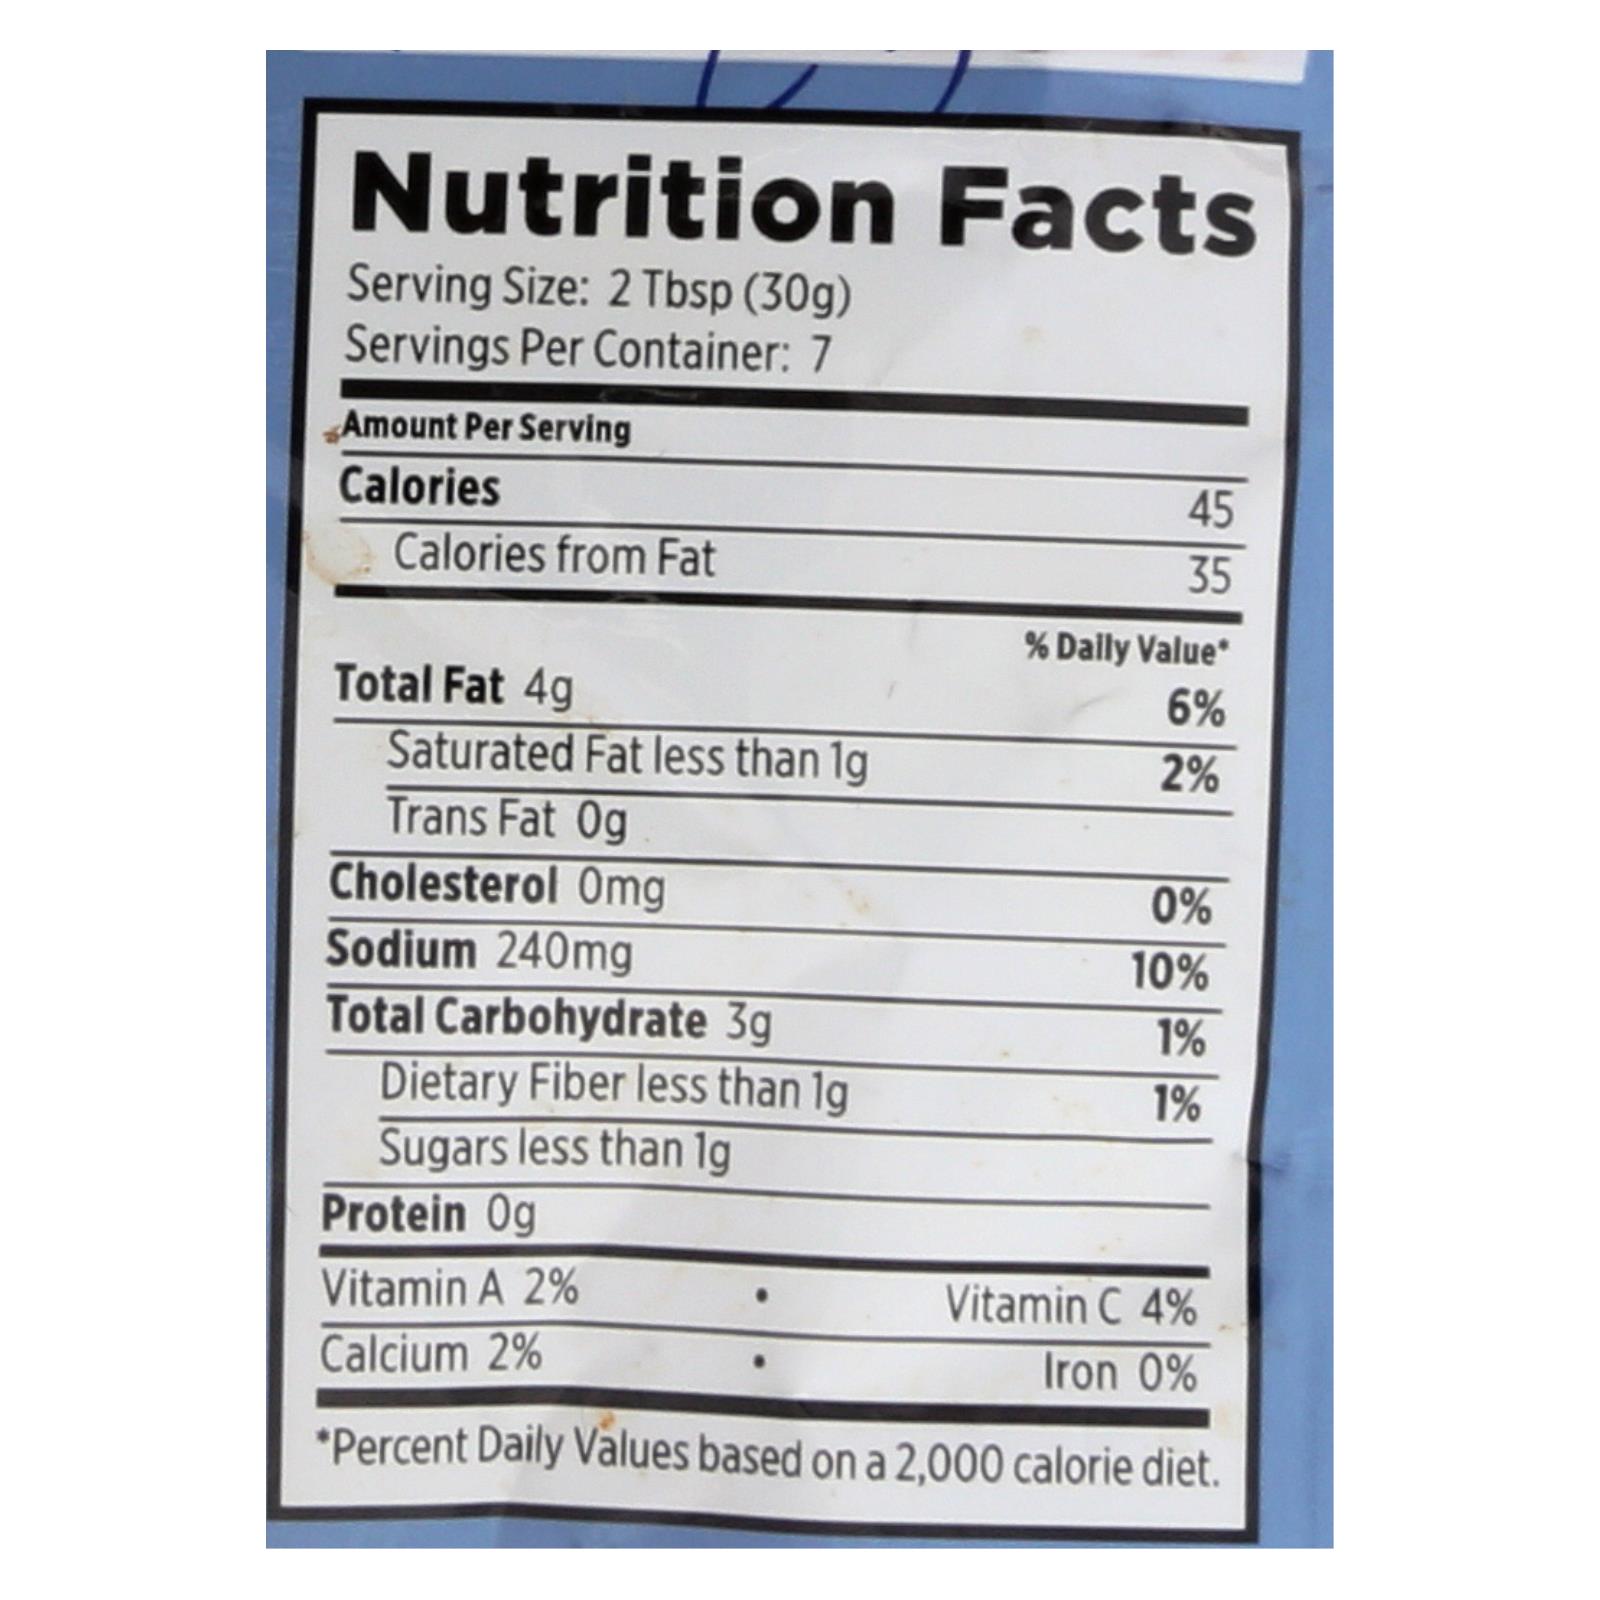 Nutrition Facts
Serving Size: 2 Tbsp (30g)
Servings Per Container: 7
Amount Per Serving
Calories 45
Calories from Fat 35
% Daily Value*
Total Fat 4g 6%
Saturated Fat less than 1g 2%
Trans Fat 0g
Cholesterol 0mg 0%
Sodium 240mg 10%
Total Carbohydrate 3g 1%
Dietary Fiber less than 1g 1%
Sugars less than 1g
Protein 0g
Vitamin A 2% • Vitamin C 4%
Calcium 2% • Iron 0%
*Percent Daily Values based on a 2,000 calorie diet.